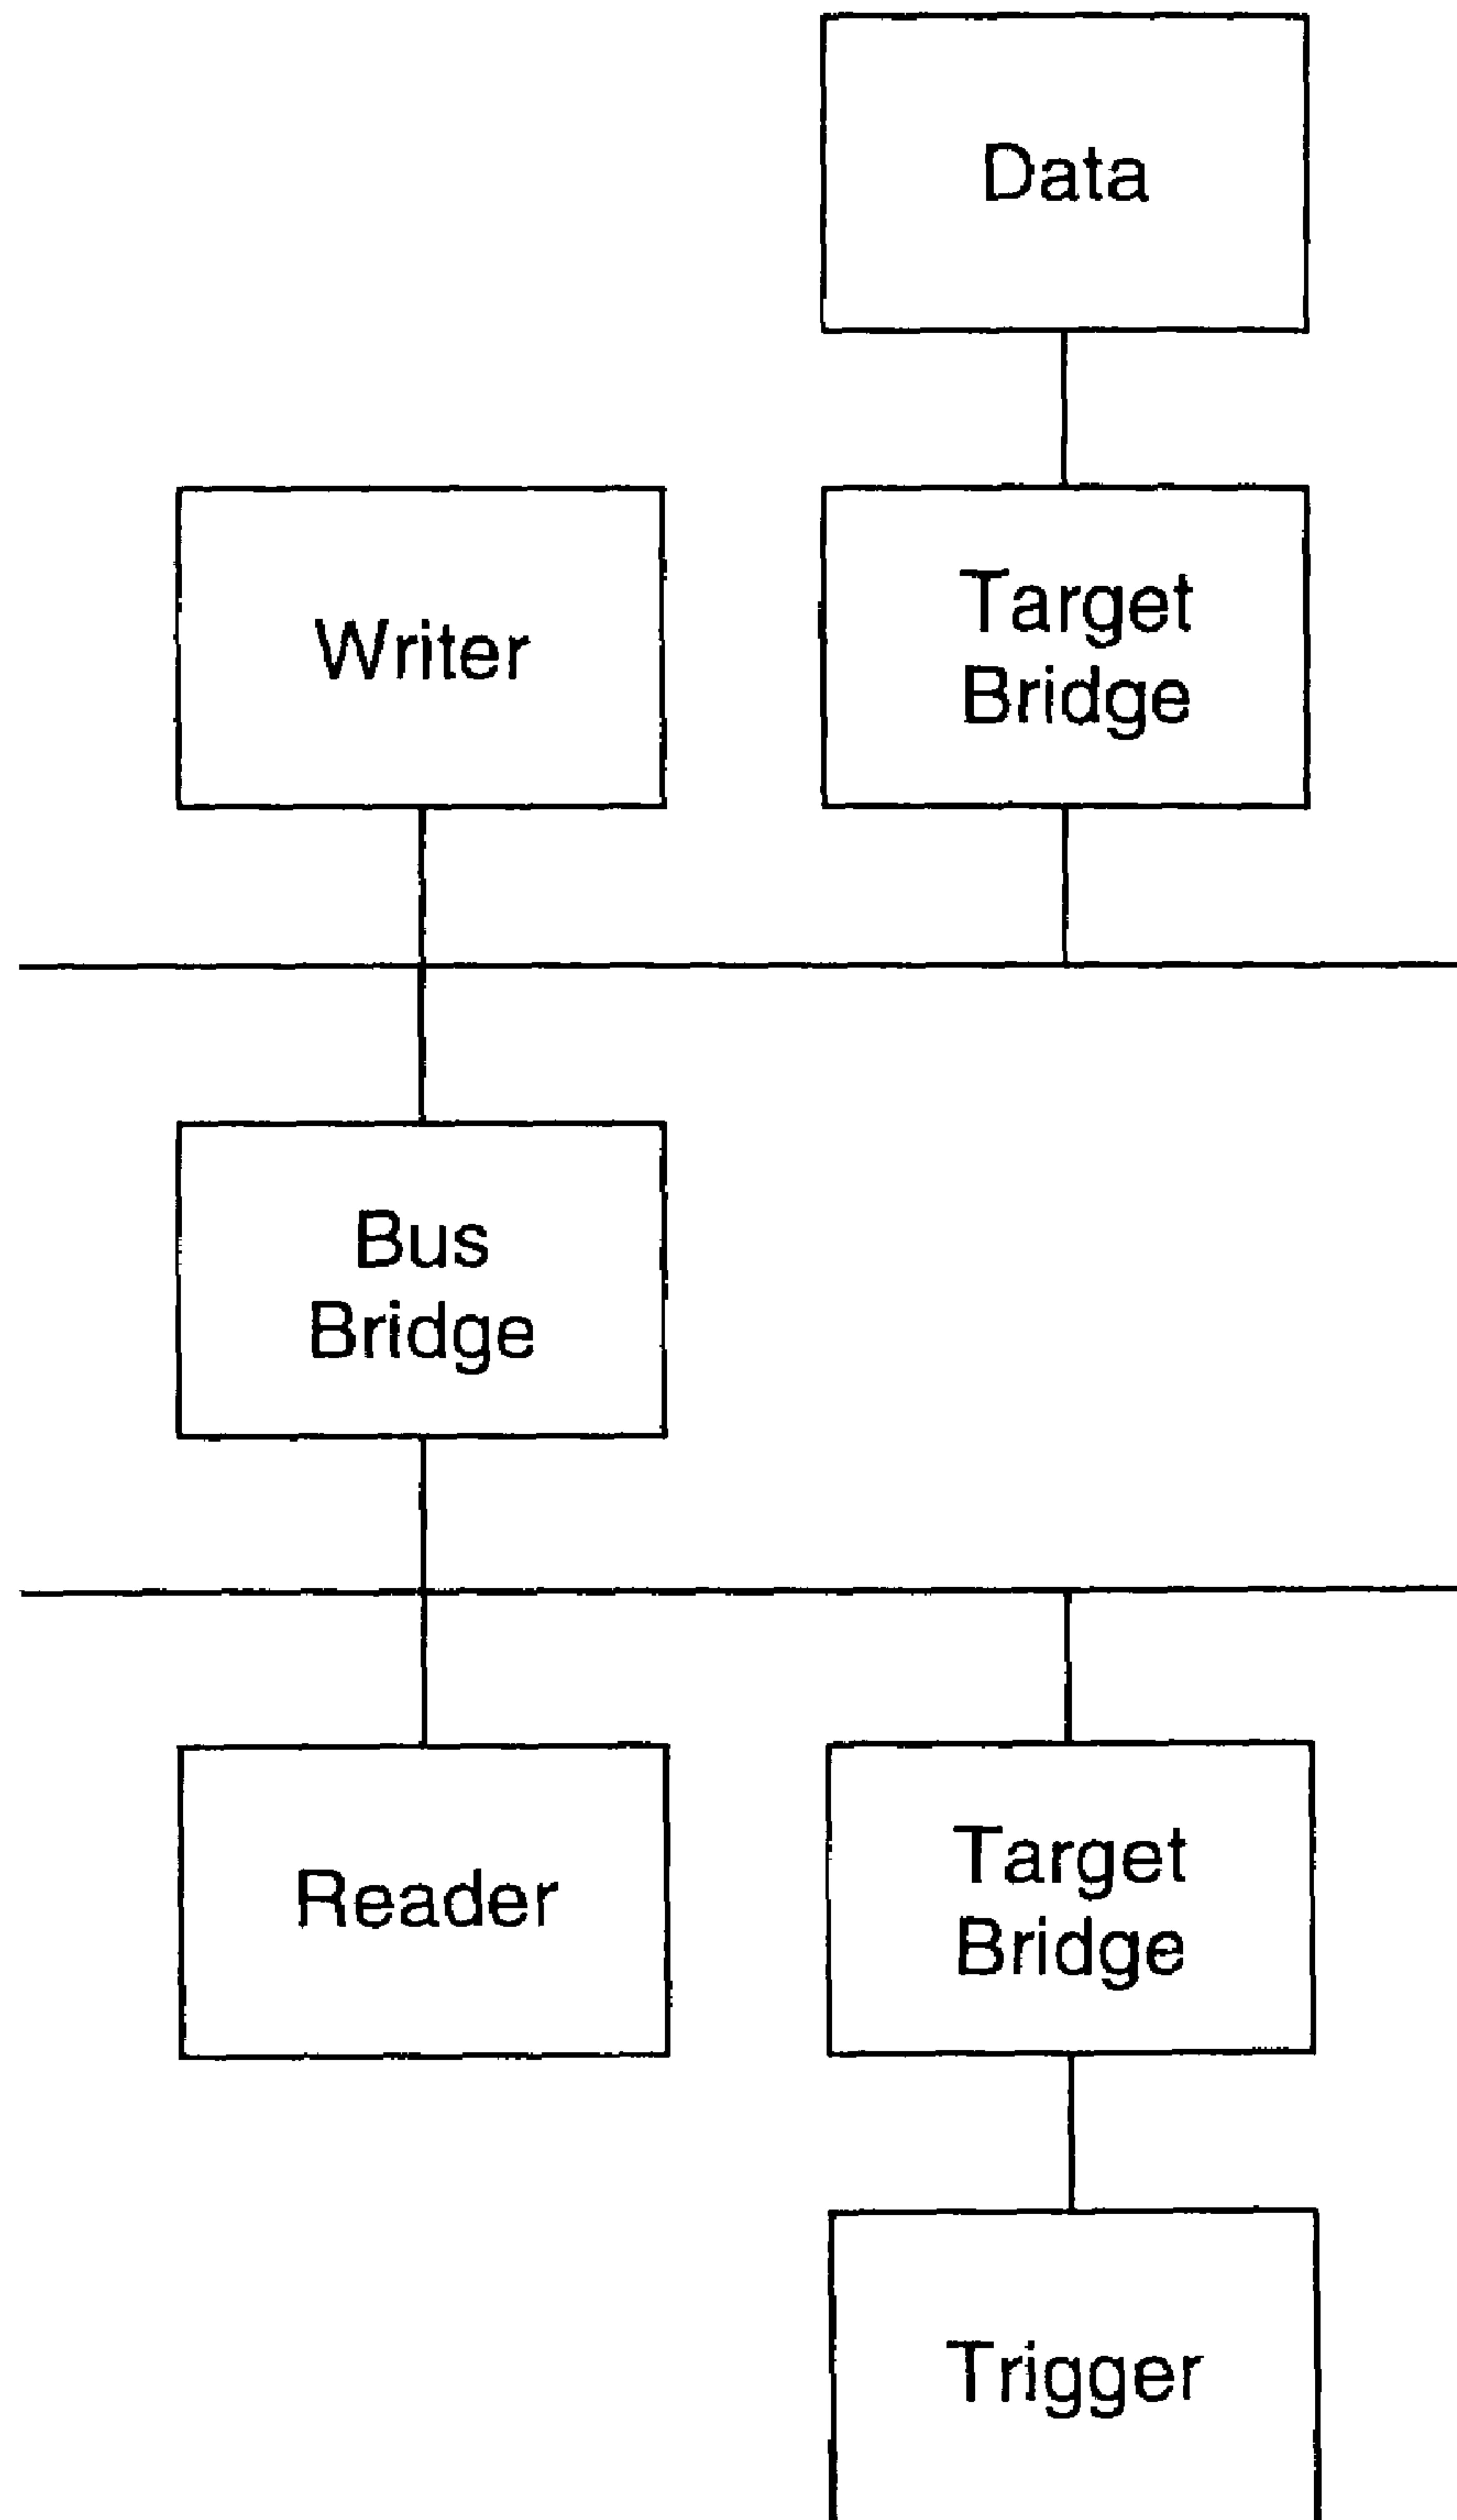 Data
Writer
Target
Bridge
Bus
Bridge
Reader
Target
Bridge
Trigger